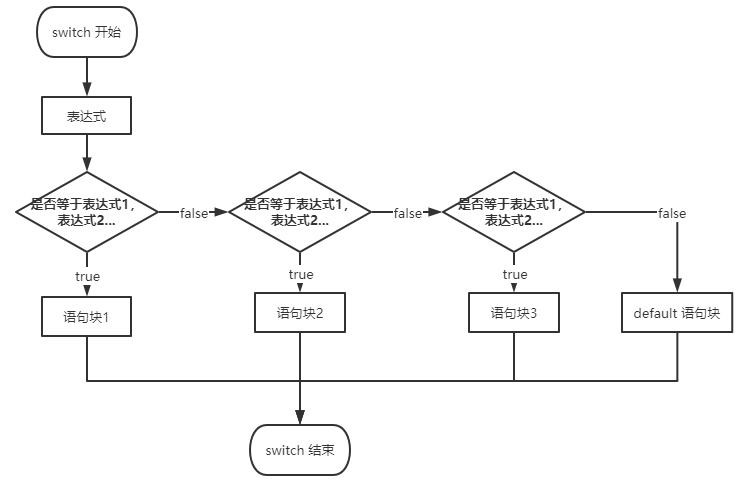 switch 开始
表达式
是否等于表达式1，
表达式2...
false
是否等于表达式1，
表达式2...
false
是否等于表达式1，
表达式2...
false
true
true
true
语句块1
语句块2
语句块3
default 语句块
switch 结束